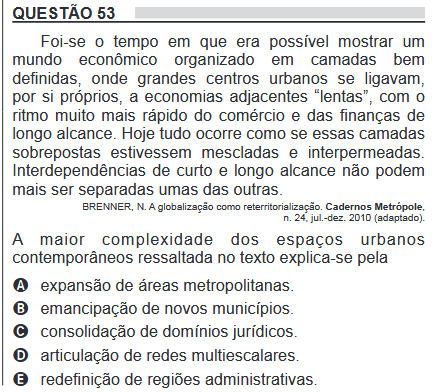 QUESTÃO 53
Foi-se o tempo em que era possível mostrar um
mundo econômico organizado em camadas bem
definidas, onde grandes centros urbanos se ligavam,
por si próprios, a economias adjacentes “lentas”, com o
ritmo muito mais rápido do comércio e das finanças de
longo alcance. Hoje tudo ocorre como se essas camadas
sobrepostas estivessem mescladas e interpermeadas.
Interdependências de curto e longo alcance não podem
mais ser separadas umas das outras.
BRENNER, N. A globalização como reterritorialização. Cadernos Metrópole,
n. 24, jul.-dez. 2010 (adaptado).
A maior complexidade dos espaços urbanos
contemporâneos ressaltada no texto explica-se pela
A expansão de áreas metropolitanas.
B emancipação de novos municípios.
C consolidação de domínios jurídicos.
D articulação de redes multiescalares.
E redefinição de regiões administrativas.